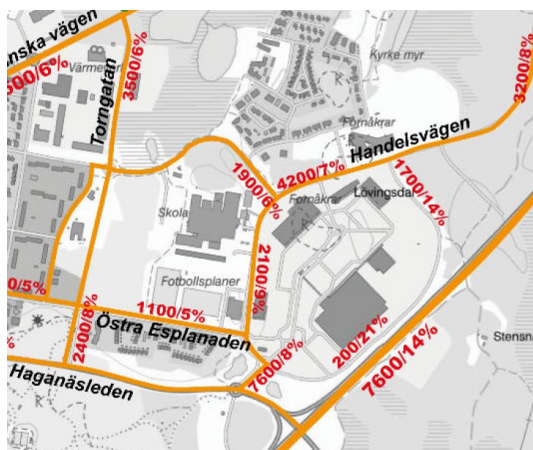 nska vägen
500/6%
Värmeverk
Torngatan
3500/6%
Kyrke myr
3200/8%
Fornåkrar
Handelsvägen
4200/7%
1900/6%
1700/14%
Lövingsdal
Fornåkrar
Skola
2100/9%
Fotbollsplaner
0/5%
1100/5%
Östra Esplanaden
2400/8%
200/21%
7600/14%
Stensn
%
Haganäsleden
7600/8%
R
R